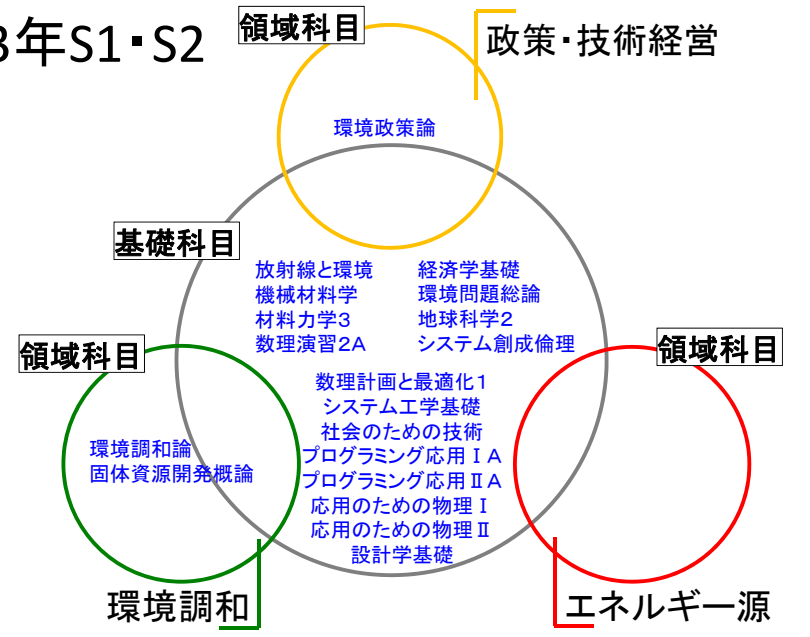 3年S1・S2
領域科目
政策・技術経営
環境政策論
基礎科目
放射線と環境
機械材料学
材料力学3
数理演習2A
経済学基礎
環境問題総論
地球科学2
システム創成倫理
数理計画と最適化1
システム工学基礎
社会のための技術
プログラミング応用ⅠA
プログラミング応用ⅡA
応用のための物理Ⅰ
応用のための物理Ⅱ
設計学基礎
領域科目
環境調和論
固体資源開発概論
環境調和
領域科目
エネルギー源